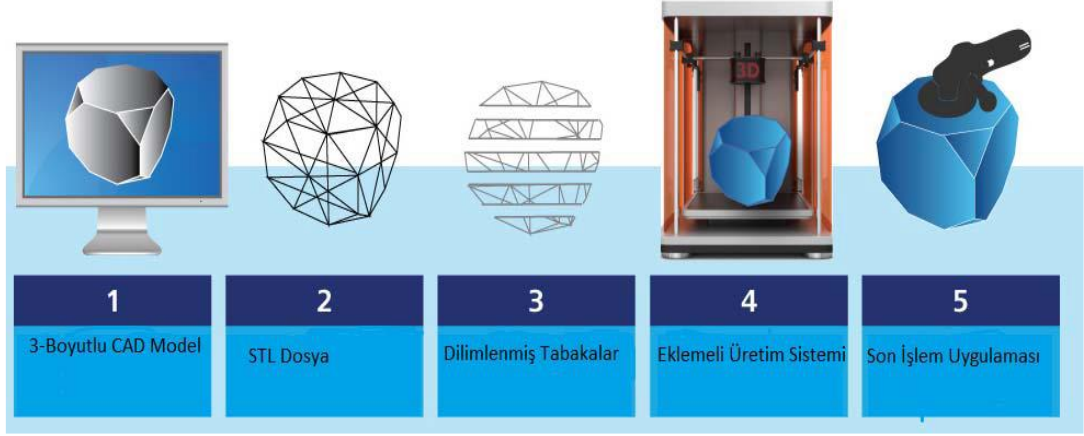 3D
1
2
3
4
5
3-Boyutlu CAD Model
STL Dosya
Dilimlenmiş Tabakalar
Eklemeli Üretim Sistemi
Son İşlem Uygulaması